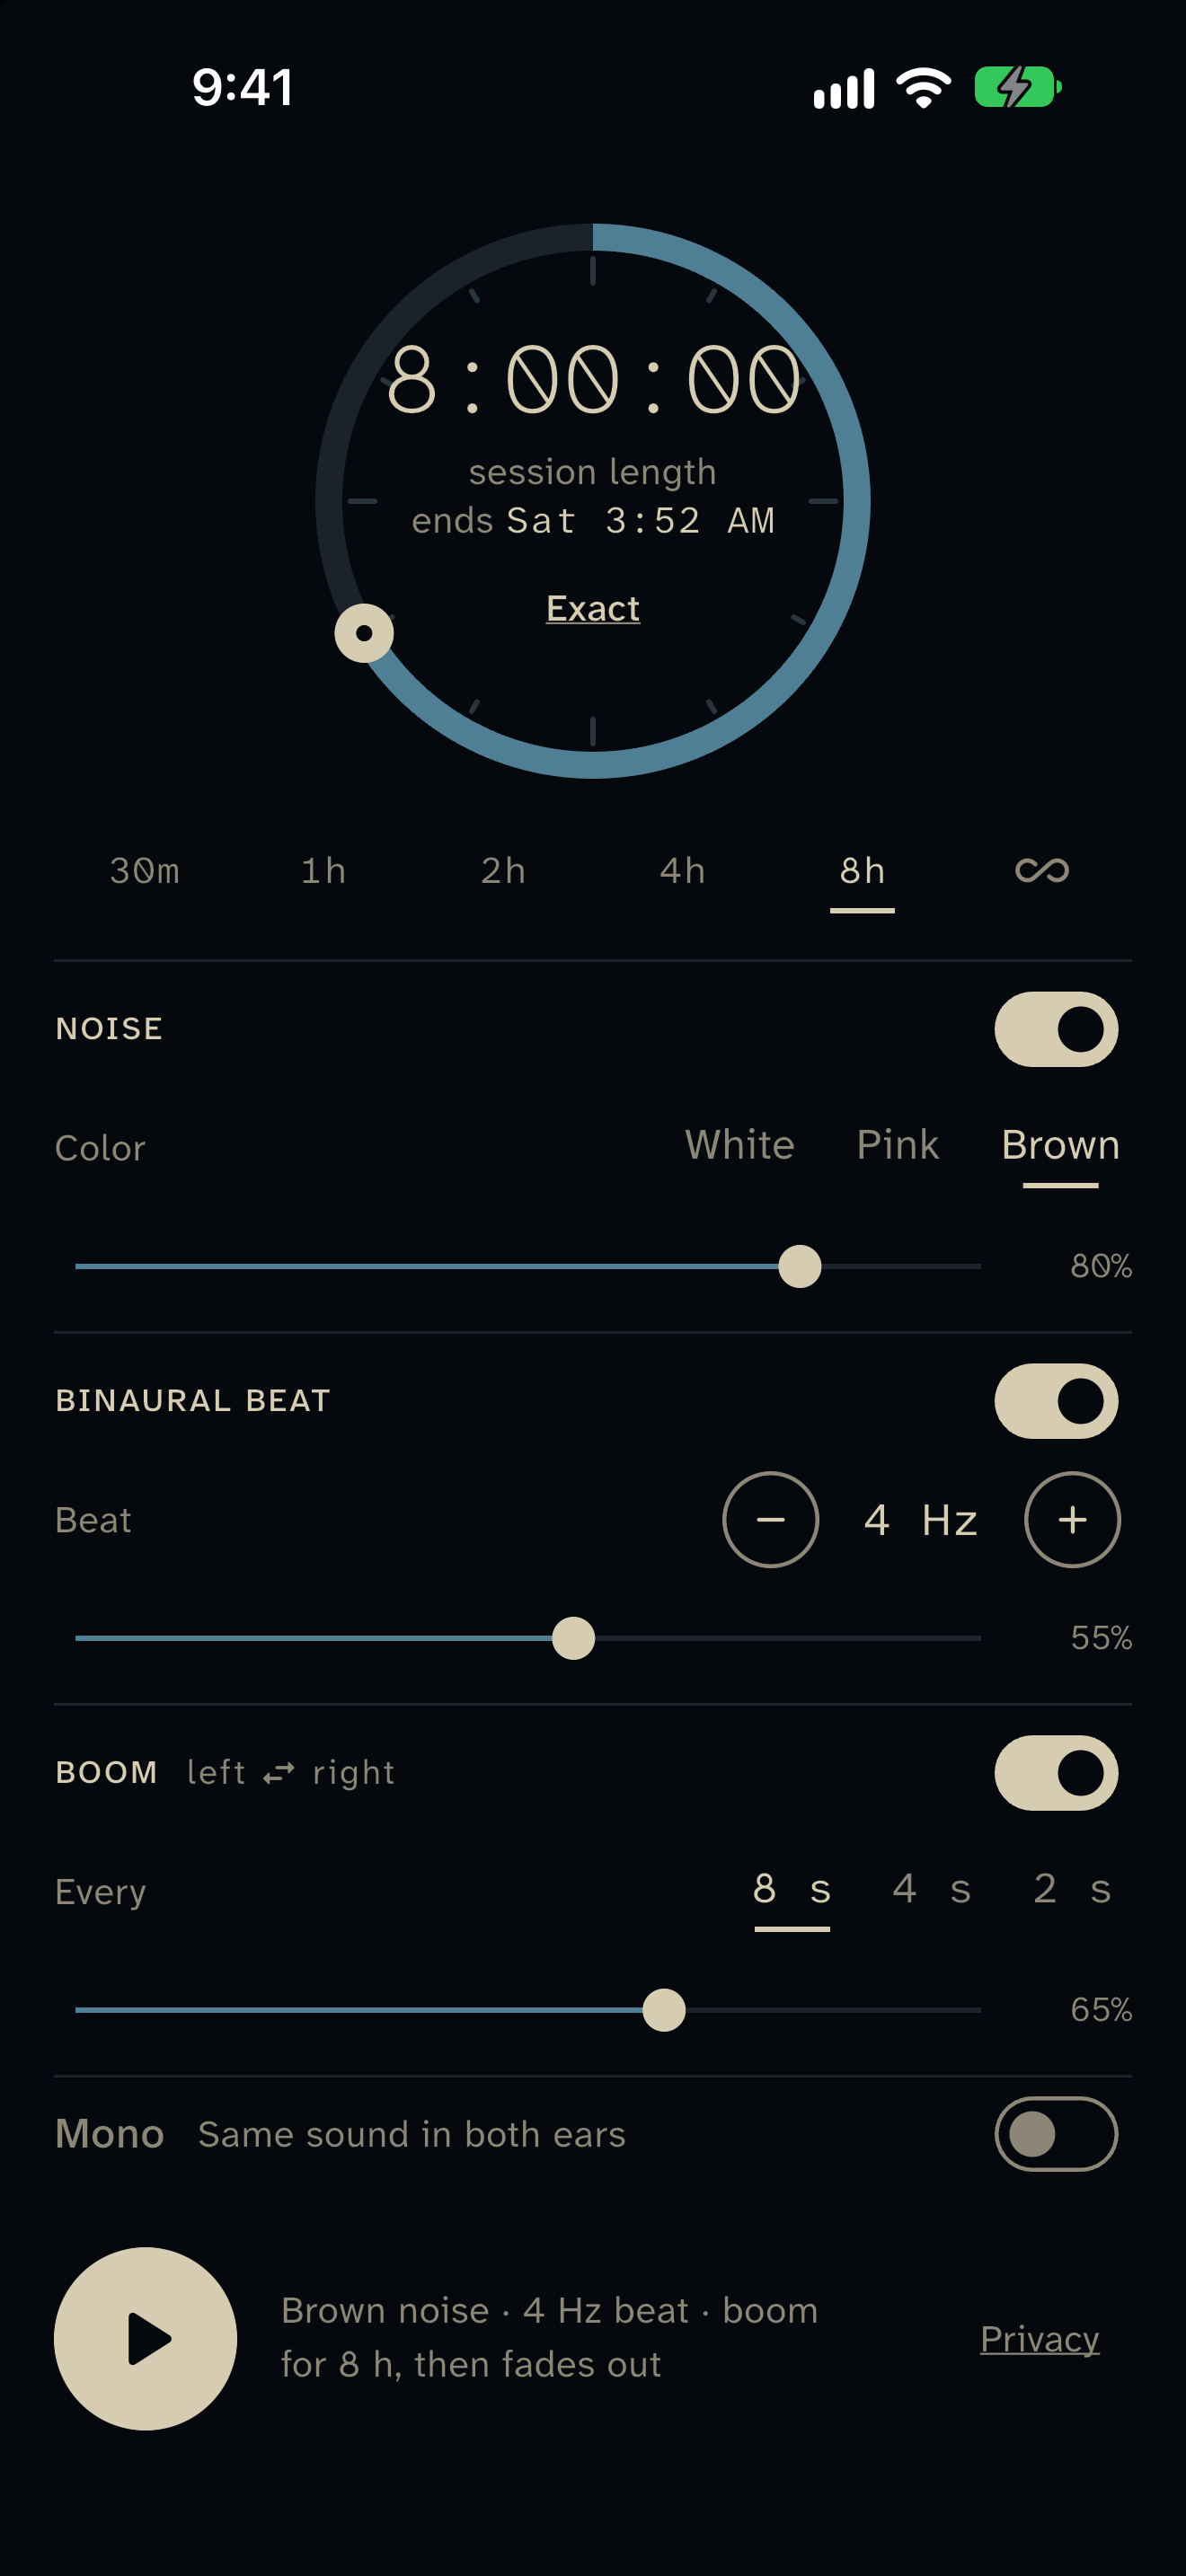 9:41
8:00:00
session length
ends Sat 3:52 AM
Exact
30m 1h 2h 4h 8h ∞
NOISE
Color White Pink Brown
80%
BINAURAL BEAT
Beat − 4 Hz +
55%
BOOM left ⇄ right
Every 8 s 4 s 2 s
65%
Mono Same sound in both ears
Brown noise · 4 Hz beat · boom
for 8 h, then fades out
Privacy